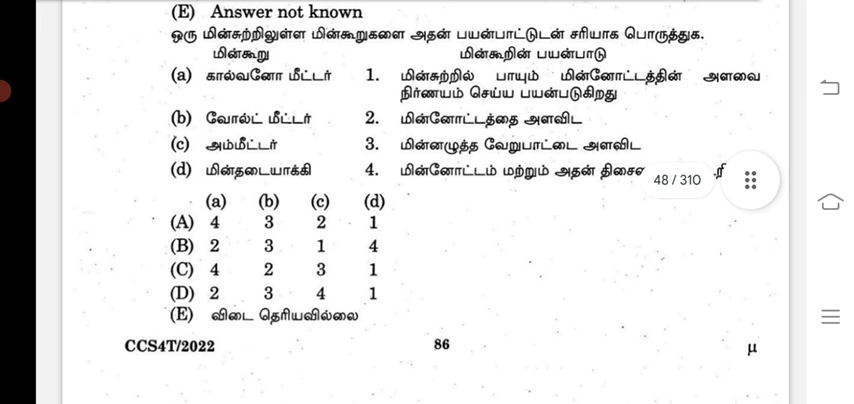 (E) Answer not known
ஒரு மின்சுற்றிலுள்ள மின்கூறுகளை அதன் பயன்பாட்டுடன் சரியாக பொருத்துக.
மின்கூறு மின்கூறின் பயன்பாடு
(a) கால்வனோ மீட்டர் 1. மின்சுற்றில் பாயும் மின்னோட்டத்தின் அளவை
நிர்ணயம் செய்ய பயன்படுகிறது
(b) வோல்ட் மீட்டர் 2. மின்னோட்டத்தை அளவிட
(c) அம்மீட்டர் 3. மின்னழுத்த வேறுபாட்டை அளவிட
(d) மின்தடையாக்கி 4. மின்னோட்டம் மற்றும் அதன்
48 / 310
(a) (b) (c) (d)
(A) 4 3 2 1
(B) 2 3 1 4
(C) 4 2 3 1
(D) 2 3 4 1
(E) விடை தெரியவில்லை
CCS4T/2022 86 µ